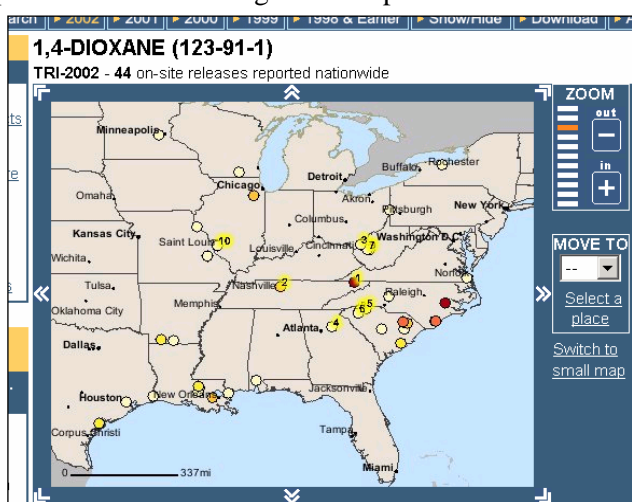 arch ▸ 2002 ▸ 2001 ▸ 2000 ▸ 1999 ▸ 1998 & Earlier ▸ Show/Hide ▸ Download ▸ A
1,4-DIOXANE (123-91-1)
TRI-2002 - 44 on-site releases reported nationwide
ZOOM
out
in
MOVE TO
--
Select a
place
Switch to
small map
Minneapolis
Buffalo
Rochester
Detroit
Chicago
Omaha
Akron
Pittsburgh
New York
Columbus
Kansas City
Saint Louis
10
Cincinnati
3
7
Washington D.C.
Louisville
Wichita
Tulsa
Nashville
2
1
Norfolk
Raleigh
Oklahoma City
Memphis
6
5
Atlanta
4
Dallas
Houston
New Orleans
Jacksonville
Corpus Christi
Tampa
Miami
0
337mi